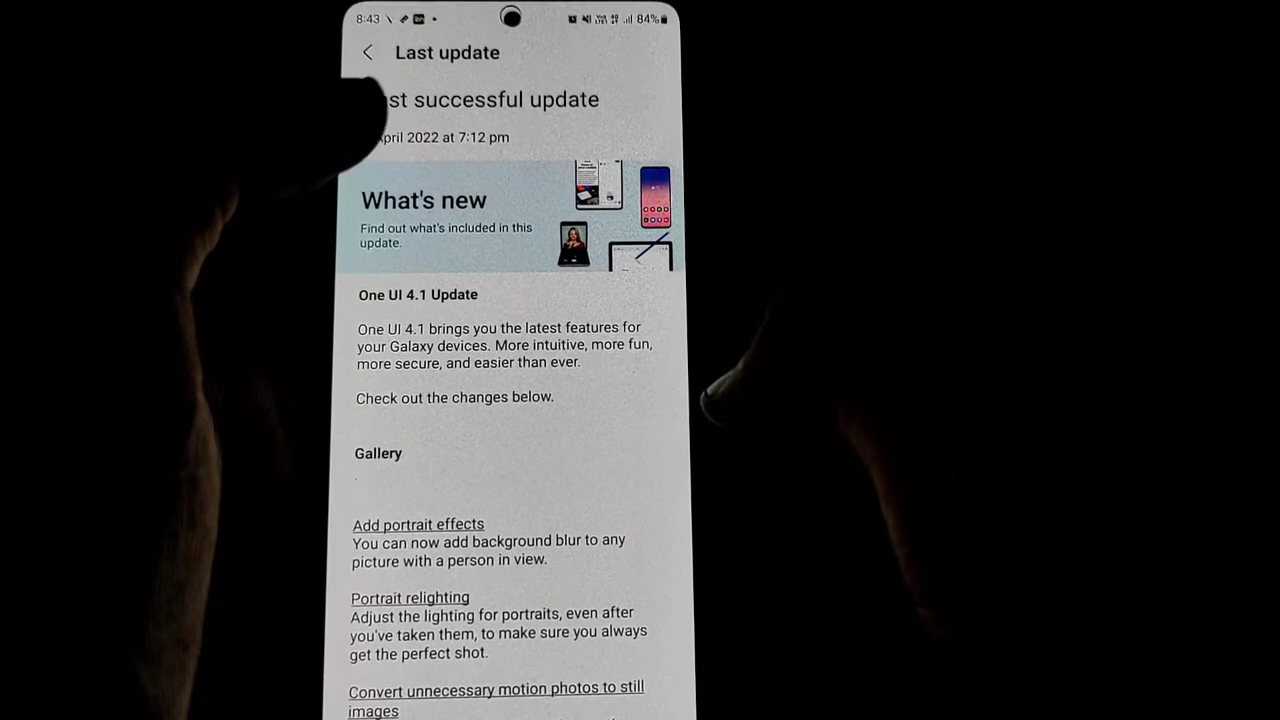 8:43
84%
Last update
successful update
2022 at 7:12 pm
What's new
Find out what's included in this
update.
One UI 4.1 Update
One UI 4.1 brings you the latest features for
your Galaxy devices. More intuitive, more fun,
more secure, and easier than ever.
Check out the changes below.
Gallery
Add portrait effects
You can now add background blur to any
picture with a person in view.
Portrait relighting
Adjust the lighting for portraits, even after
you've taken them, to make sure you always
get the perfect shot.
Convert unnecessary motion photos to still
images